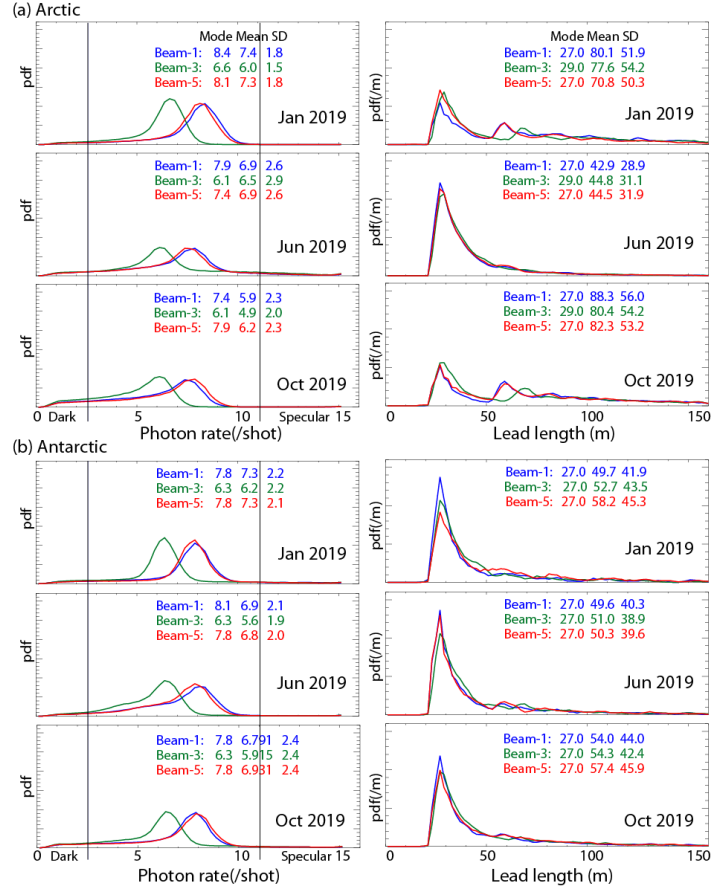 (a) Arctic
Mode Mean SD
Beam-1: 8.4 7.4 1.8
Beam-3: 6.6 6.0 1.5
Beam-5: 8.1 7.3 1.8
Jan 2019
pdf
Beam-1: 7.9 6.9 2.6
Beam-3: 6.1 6.5 2.9
Beam-5: 7.4 6.9 2.6
Jun 2019
pdf
Beam-1: 7.4 5.9 2.3
Beam-3: 6.1 4.9 2.0
Beam-5: 7.9 6.2 2.3
Oct 2019
pdf
0 Dark 5 10 Specular 15
Photon rate(/shot)
Mode Mean SD
Beam-1: 27.0 80.1 51.9
Beam-3: 29.0 77.6 54.2
Beam-5: 27.0 70.8 50.3
Jan 2019
pdf(/m)
Beam-1: 27.0 42.9 28.9
Beam-3: 29.0 44.8 31.1
Beam-5: 27.0 44.5 31.9
Jun 2019
pdf(/m)
Beam-1: 27.0 88.3 56.0
Beam-3: 29.0 80.4 54.2
Beam-5: 27.0 82.3 53.2
Oct 2019
pdf(/m)
0 50 100 150
Lead length (m)
(b) Antarctic
Beam-1: 7.8 7.3 2.2
Beam-3: 6.3 6.2 2.2
Beam-5: 7.8 7.3 2.1
Jan 2019
pdf
Beam-1: 8.1 6.9 2.1
Beam-3: 6.3 5.6 1.9
Beam-5: 7.8 6.8 2.0
Jun 2019
pdf
Beam-1: 7.8 6.791 2.4
Beam-3: 6.3 5.915 2.4
Beam-5: 7.8 6.931 2.4
Oct 2019
pdf
0 Dark 5 10 Specular 15
Photon rate(/shot)
Beam-1: 27.0 49.7 41.9
Beam-3: 27.0 52.7 43.5
Beam-5: 27.0 58.2 45.3
Jan 2019
pdf(/m)
Beam-1: 27.0 49.6 40.3
Beam-3: 27.0 51.0 38.9
Beam-5: 27.0 50.3 39.6
Jun 2019
pdf(/m)
Beam-1: 27.0 54.0 44.0
Beam-3: 27.0 54.3 42.4
Beam-5: 27.0 57.4 45.9
Oct 2019
pdf(/m)
0 50 100 150
Lead length (m)